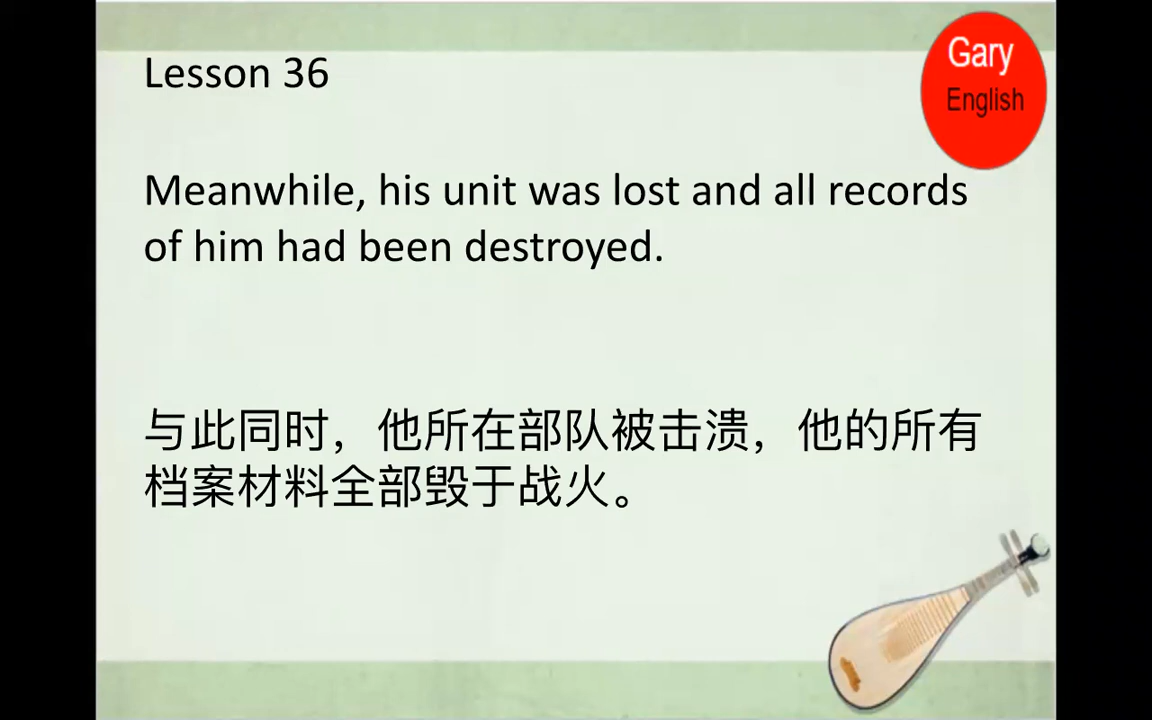 Lesson 36
Gary
English
Meanwhile, his unit was lost and all records
of him had been destroyed.
与此同时，他所在部队被击溃，他的所有
档案材料全部毁于战火。